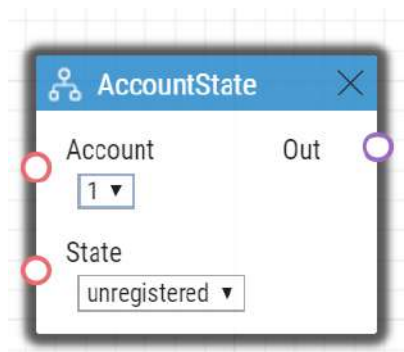 AccountState
Account Out
1
State
unregistered